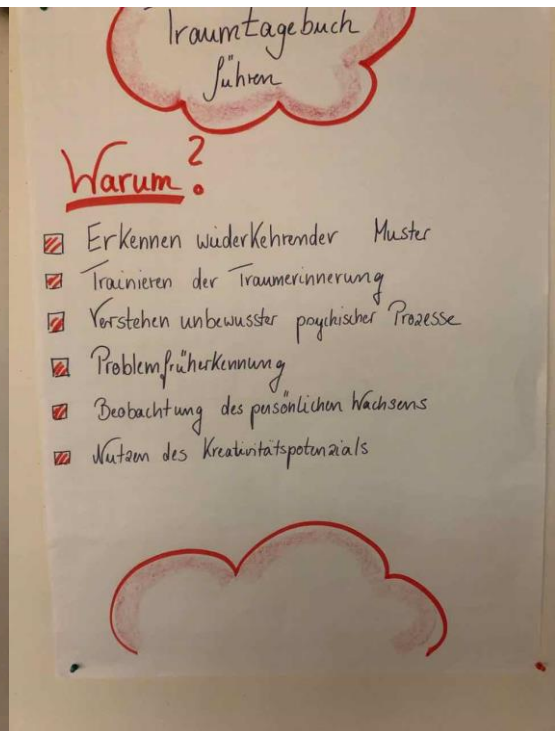 Traumtagebuch
führen
Warum?
Erkennen wiederkehrender Muster
Trainieren der Traumerinnerung
Verstehen unbewusster psychischer Prozesse
Problemfrüherkennung
Beobachtung des persönlichen Wachsens
Nutzen des Kreativitätspotenzials